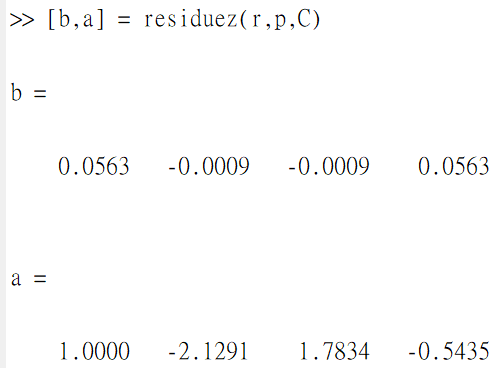 >> [b,a] = residuez(r,p,C)
b =
0.0563 -0.0009 -0.0009 0.0563
a =
1.0000 -2.1291 1.7834 -0.5435